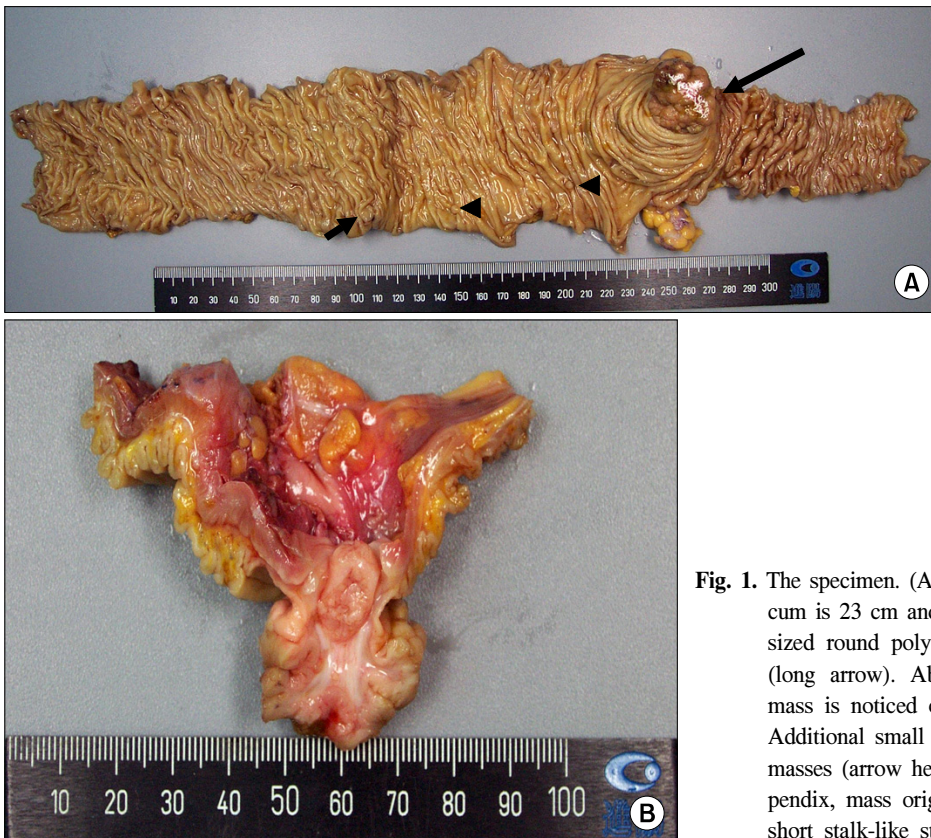 10 20 30 40 50 60 70 80 90 100 110 120 130 140 150 160 170 180 190 200 210 220 230 240 250 260 270 280 290 300
A
10 20 30 40 50 60 70 80 90 100
B
Fig. 1. The specimen. (A
cum is 23 cm and
sized round poly
(long arrow). Ab
mass is noticed c
Additional small
masses (arrow he
pendix, mass orig
short stalk-like su